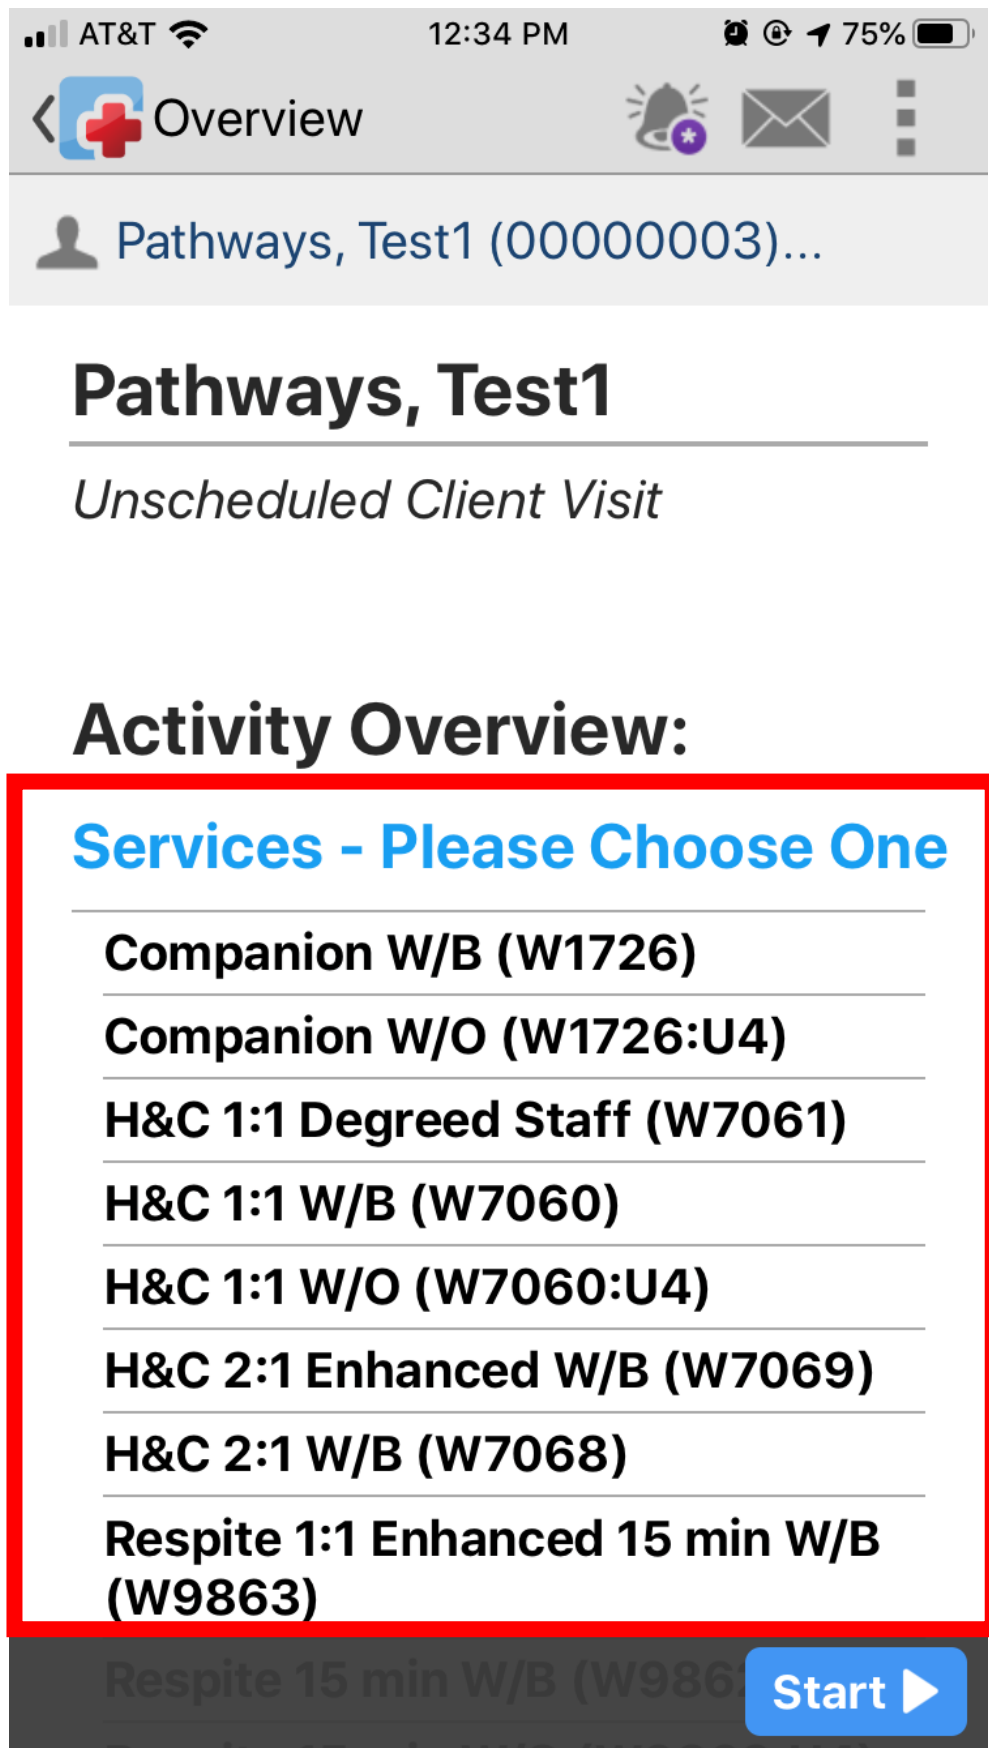 AT&T 12:34 PM 75%
Overview
Pathways, Test1 (00000003)...
Pathways, Test1
Unscheduled Client Visit
Activity Overview:
Services - Please Choose One
Companion W/B (W1726)
Companion W/O (W1726:U4)
H&C 1:1 Degreed Staff (W7061)
H&C 1:1 W/B (W7060)
H&C 1:1 W/O (W7060:U4)
H&C 2:1 Enhanced W/B (W7069)
H&C 2:1 W/B (W7068)
Respite 1:1 Enhanced 15 min W/B
(W9863)
Respite 15 min W/B
Start